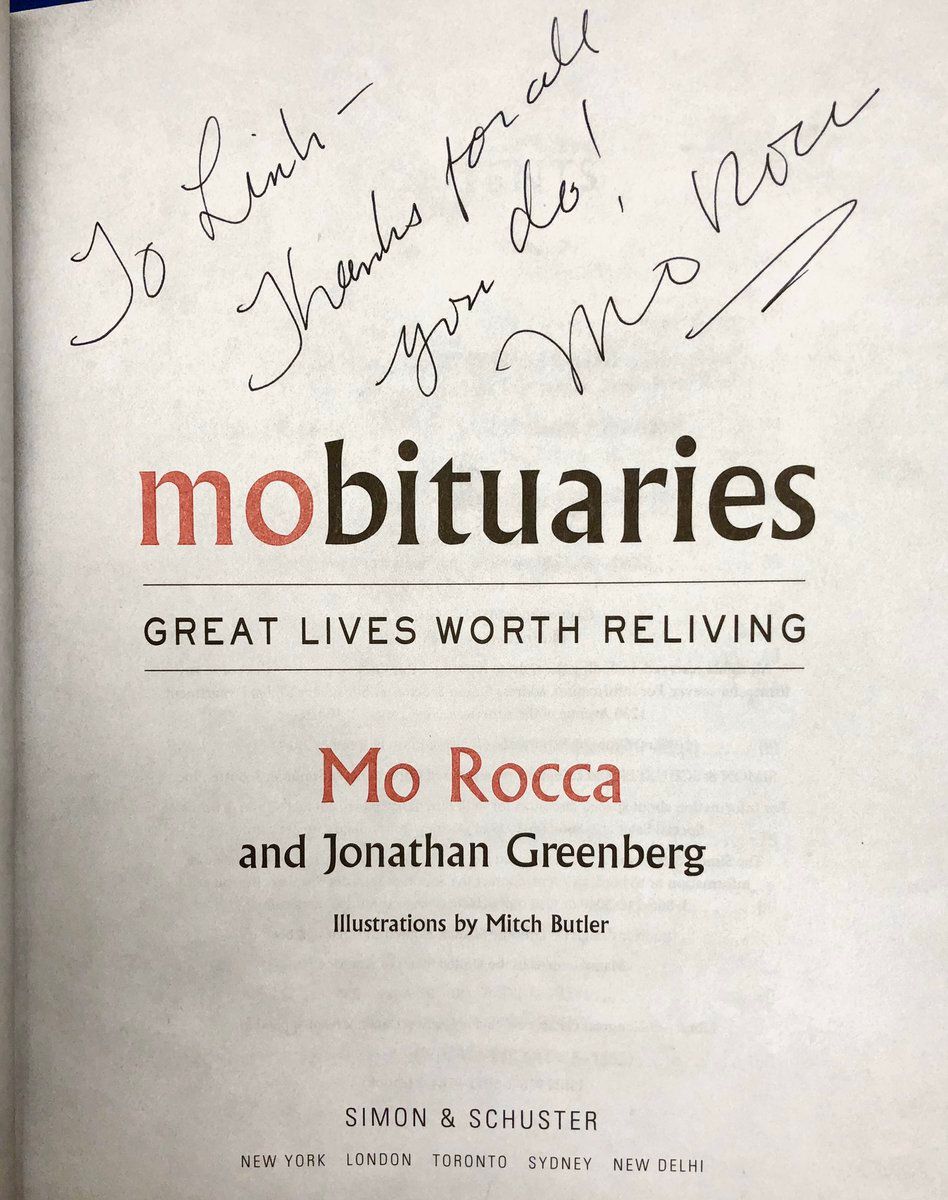 To Linh -
Thanks for all
you do!
Mo Rocca
mobituaries
GREAT LIVES WORTH RELIVING
Mo Rocca
and Jonathan Greenberg
Illustrations by Mitch Butler
SIMON & SCHUSTER
NEW YORK LONDON TORONTO SYDNEY NEW DELHI